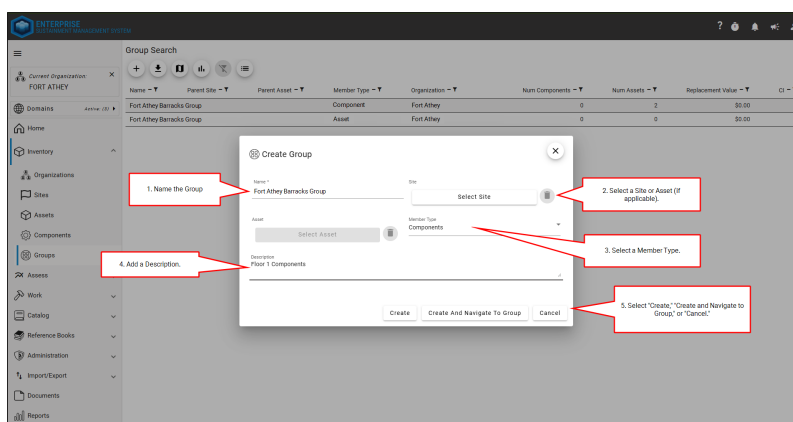 ENTERPRISE
SUSTAINMENT MANAGEMENT SYSTEM
?
Current Organization:
FORT ATHEY
×
Domains
Active: (0)
Home
Inventory
Organizations
Sites
Assets
Components
Groups
Assess
Work
Catalog
Reference Books
Administration
Import/Export
Documents
Reports
Group Search
Name
Parent Site
Parent Asset
Member Type
Organization
Num Components
Num Assets
Replacement Value
CI
Fort Athey Barracks Group Component Fort Athey 0 2 $0.00
Fort Athey Barracks Group Asset Fort Athey 0 0 $0.00
Create Group
×
Name *
Fort Athey Barracks Group
Site
Select Site
Asset
Select Asset
Member Type
Components
Description
Floor 1 Components
Create
Create And Navigate To Group
Cancel
1. Name the Group
2. Select a Site or Asset (if
applicable).
3. Select a Member Type.
4. Add a Description.
5. Select "Create," "Create and Navigate to
Group," or "Cancel."